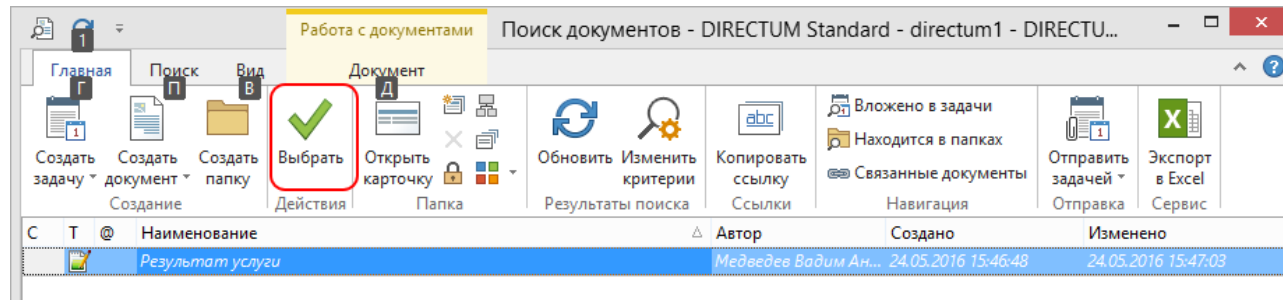 1
Работа с документами
Поиск документов - DIRECTUM Standard - directum1 - DIRECTU...
Главная Поиск Вид Документ
Г П В Д
?
Создать задачу
Создать документ
Создать папку
Создание
Выбрать
Действия
Открыть карточку
Папка
Обновить
Изменить критерии
Результаты поиска
abc
Копировать ссылку
Ссылки
Вложено в задачи
Находится в папках
Связанные документы
Навигация
1
Отправить задачей
Отправка
X
Экспорт в Excel
Сервис
С Т @ Наименование Автор Создано Изменено
Результат услуги Медведев Вадим Ан... 24.05.2016 15:46:48 24.05.2016 15:47:03